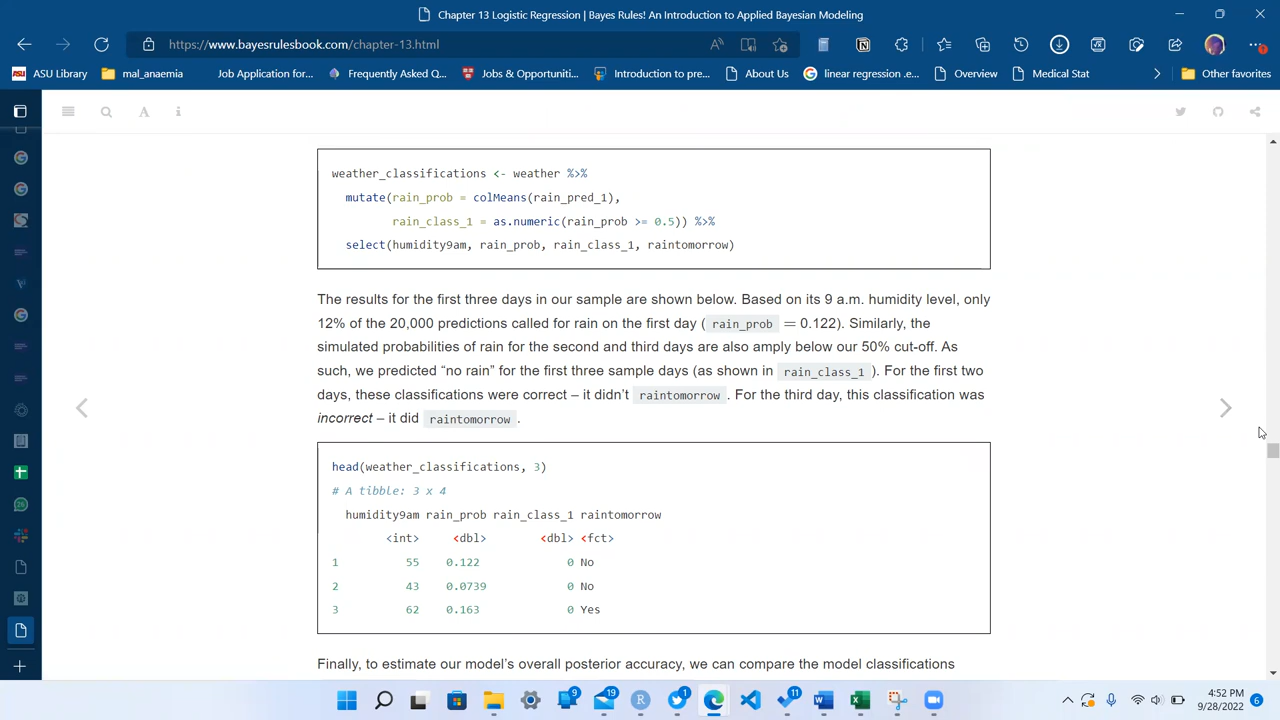 Chapter 13 Logistic Regression | Bayes Rules! An Introduction to Applied Bayesian Modeling
https://www.bayesrulesbook.com/chapter-13.html
ASU Library mal_anaemia Job Application for... Frequently Asked Q... Jobs & Opportuniti... Introduction to pre... About Us linear regression .e... Overview Medical Stat Other favorites
weather_classifications <- weather %>%
mutate(rain_prob = colMeans(rain_pred_1),
rain_class_1 = as.numeric(rain_prob >= 0.5)) %>%
select(humidity9am, rain_prob, rain_class_1, raintomorrow)
The results for the first three days in our sample are shown below. Based on its 9 a.m. humidity level, only
12% of the 20,000 predictions called for rain on the first day ( rain_prob = 0.122). Similarly, the
simulated probabilities of rain for the second and third days are also amply below our 50% cut-off. As
such, we predicted “no rain” for the first three sample days (as shown in rain_class_1 ). For the first two
days, these classifications were correct – it didn’t raintomorrow . For the third day, this classification was
incorrect – it did raintomorrow .
head(weather_classifications, 3)
# A tibble: 3 x 4
humidity9am rain_prob rain_class_1 raintomorrow
<int> <dbl> <dbl> <fct>
1 55 0.122 0 No
2 43 0.0739 0 No
3 62 0.163 0 Yes
Finally, to estimate our model’s overall posterior accuracy, we can compare the model classifications
9 19 1 11
4:52 PM
9/28/2022 6